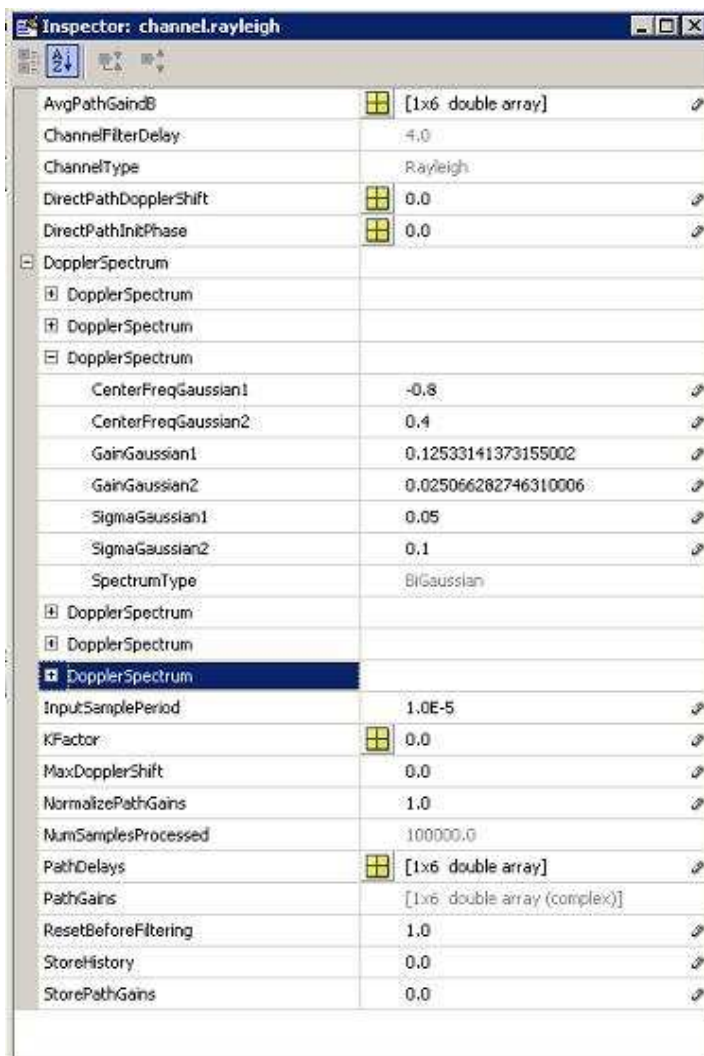 Inspector: channel.rayleigh
AvgPathGaindB [1x6 double array]
ChannelFilterDelay 4.0
ChannelType Rayleigh
DirectPathDopplerShift 0.0
DirectPathInitPhase 0.0
DopplerSpectrum
DopplerSpectrum
DopplerSpectrum
DopplerSpectrum
CenterFreqGaussian1 -0.8
CenterFreqGaussian2 0.4
GainGaussian1 0.12533141373155002
GainGaussian2 0.025066282746310006
SigmaGaussian1 0.05
SigmaGaussian2 0.1
SpectrumType BiGaussian
DopplerSpectrum
DopplerSpectrum
DopplerSpectrum
InputSamplePeriod 1.0E-5
KFactor 0.0
MaxDopplerShift 0.0
NormalizePathGains 1.0
NumSamplesProcessed 100000.0
PathDelays [1x6 double array]
PathGains [1x6 double array (complex)]
ResetBeforeFiltering 1.0
StoreHistory 0.0
StorePathGains 0.0